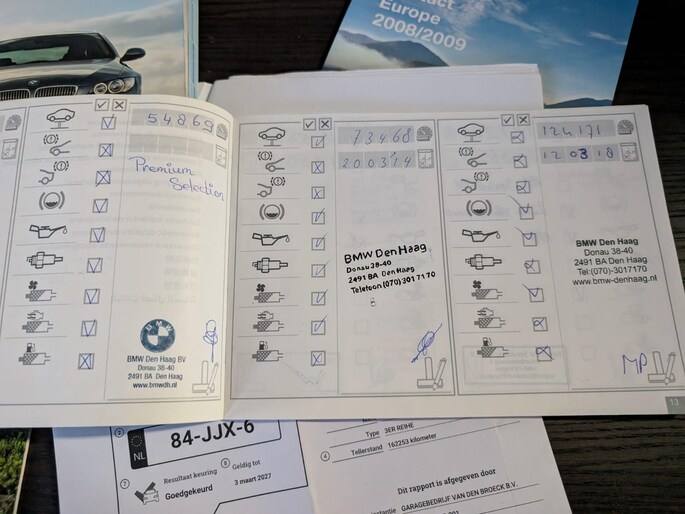 tact
Europe
2008/2009
54869
Premium
Selection
BMW
BMW Den Haag BV
Donau 38-40
2491 BA Den Haag
www.bmwdh.nl
73468
200314
BMW Den Haag
Donau 38-40
2491 BA Den Haag
Telefoon (070) 301 71 70
124171
120318
BMW Den Haag
Donau 38-40
2491 BA Den Haag
Tel:(070)-3017170
www.bmw-denhaag.nl
MP
13
NL
84-JJX-6
Resultaat keuring
Goedgekeurd
Geldig tot
3 maart 2027
Type 3ER REIHE
Tellerstand 162253 kilometer
Dit rapport is afgegeven door
GARAGEBEDRIJF VAN DEN BROECK B.V.